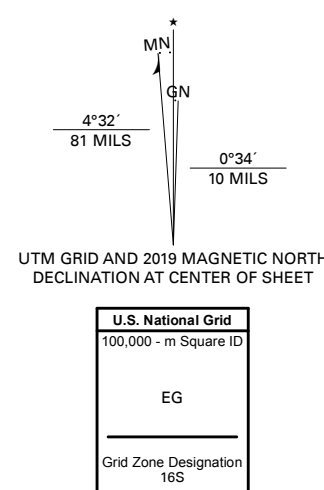 ★
MN
GN
4°32´
81 MILS
0°34´
10 MILS
UTM GRID AND 2019 MAGNETIC NORTH
DECLINATION AT CENTER OF SHEET
U.S. National Grid
100,000 - m Square ID
EG
Grid Zone Designation
16S